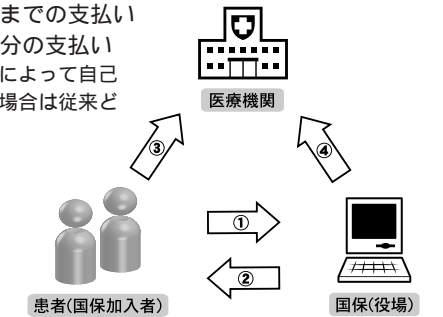 までの支払い
分の支払い
によって自己
場合は従来ど
医療機関
③
④
①
②
患者(国保加入者)
国保(役場)